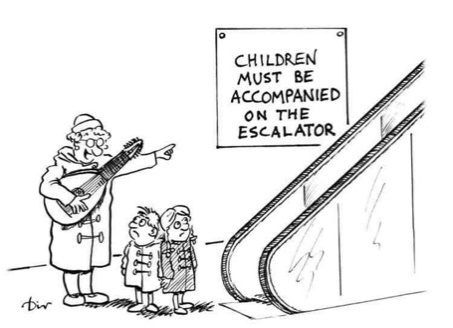 CHILDREN
MUST BE
ACCOMPANIED
ON THE
ESCALATOR